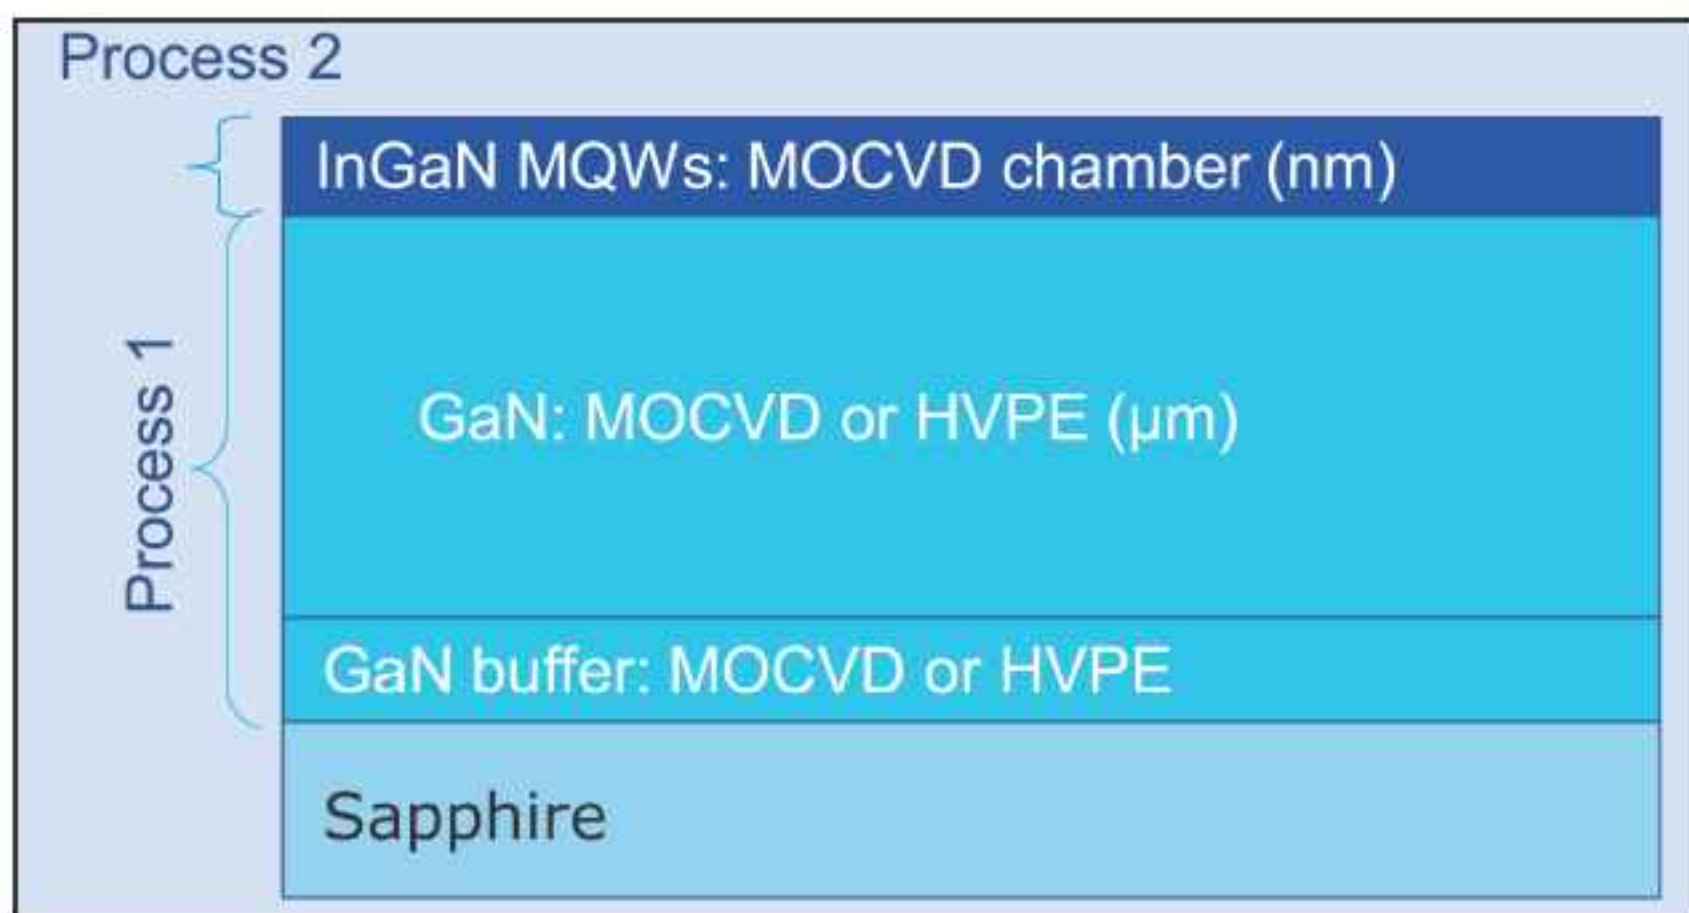 Process 2
InGaN MQWs: MOCVD chamber (nm)
Process 1
GaN: MOCVD or HVPE (μm)
GaN buffer: MOCVD or HVPE
Sapphire